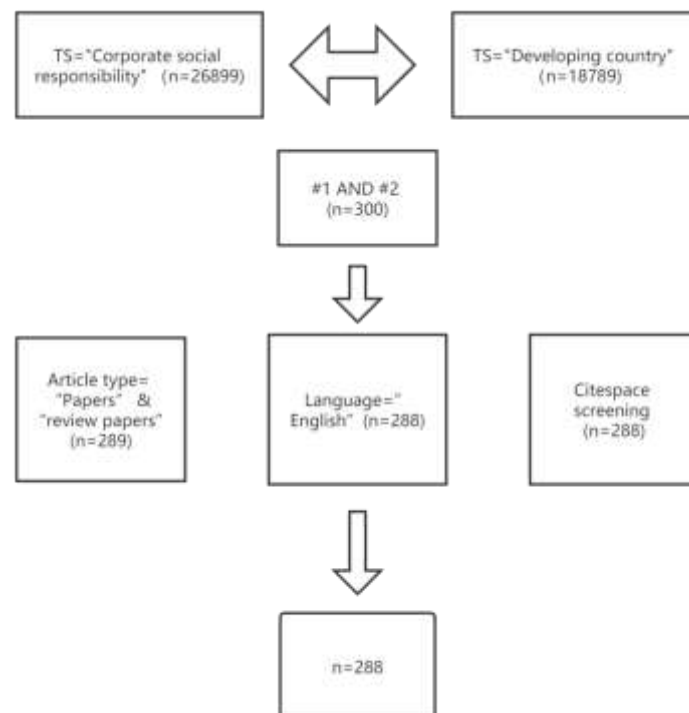 TS="Corporate social
responsibility" (n=26899)
TS="Developing country"
(n=18789)
#1 AND #2
(n=300)
Article type=
"Papers" &
"review papers"
(n=289)
Language="
English" (n=288)
Citespace
screening
(n=288)
n=288